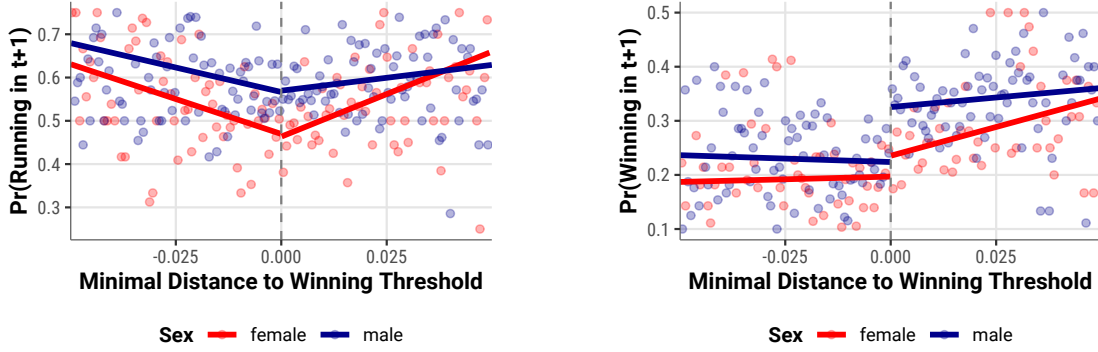 Pr(Running in t+1)
0.7
0.6
0.5
0.4
0.3
-0.025
0.000
0.025
Minimal Distance to Winning Threshold
Sex female male
Pr(Winning in t+1)
0.5
0.4
0.3
0.2
0.1
-0.025
0.000
0.025
Minimal Distance to Winning Threshold
Sex female male